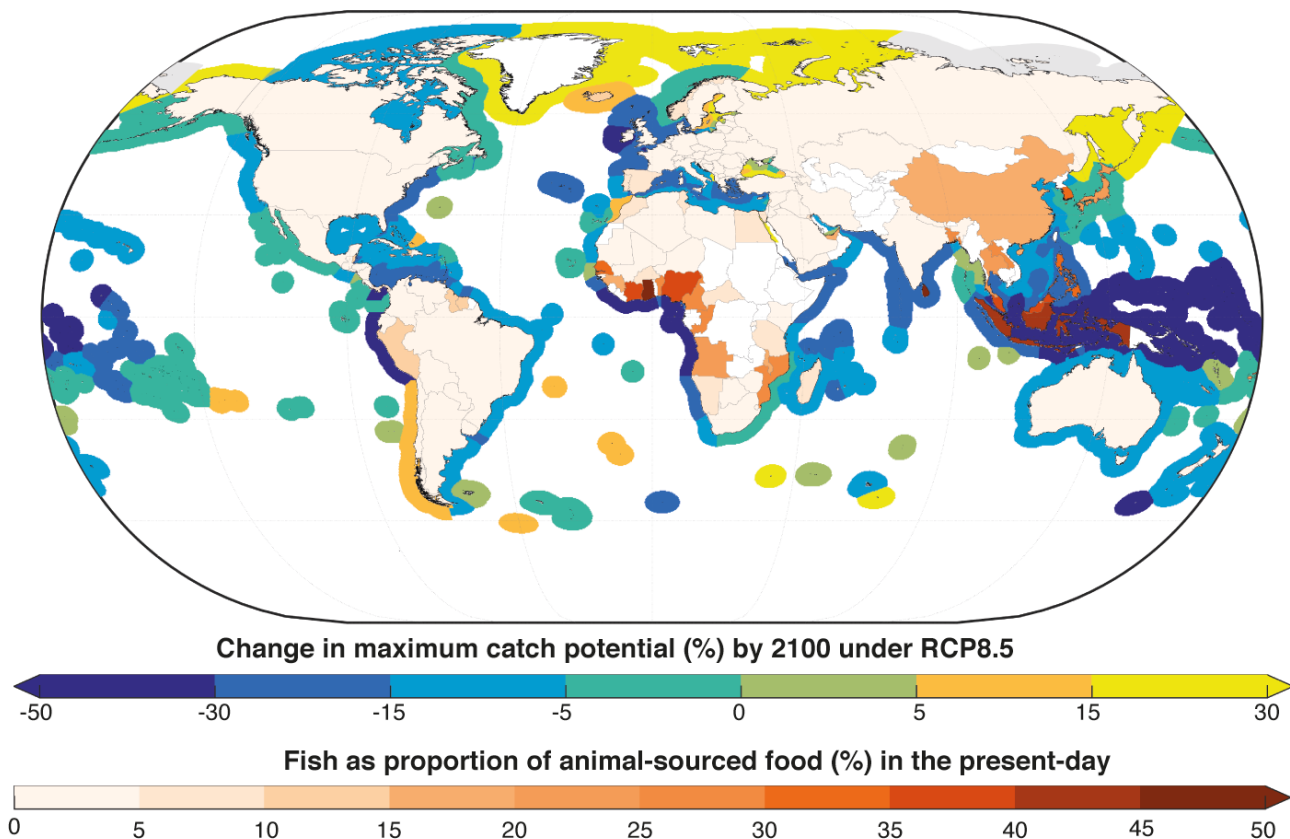 Change in maximum catch potential (%) by 2100 under RCP8.5
-50 -30 -15 -5 0 5 15 30
Fish as proportion of animal-sourced food (%) in the present-day
0 5 10 15 20 25 30 35 40 45 50